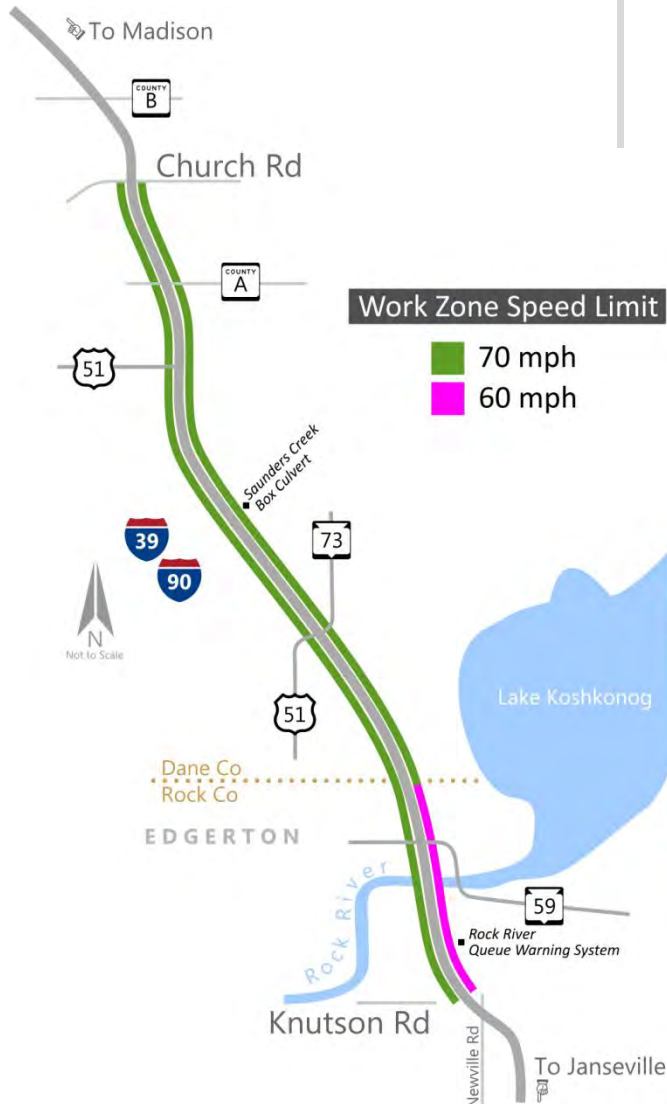 To Madison
COUNTY
B
Church Rd
COUNTY
A
Work Zone Speed Limit
70 mph
60 mph
51
Saunders Creek
Box Culvert
39
90
73
N
Not to Scale
51
Lake Koshkonog
Dane Co
Rock Co
EDGERTON
Rock River
59
Rock River
Queue Warning System
Knutson Rd
Newville Rd
To Janseville